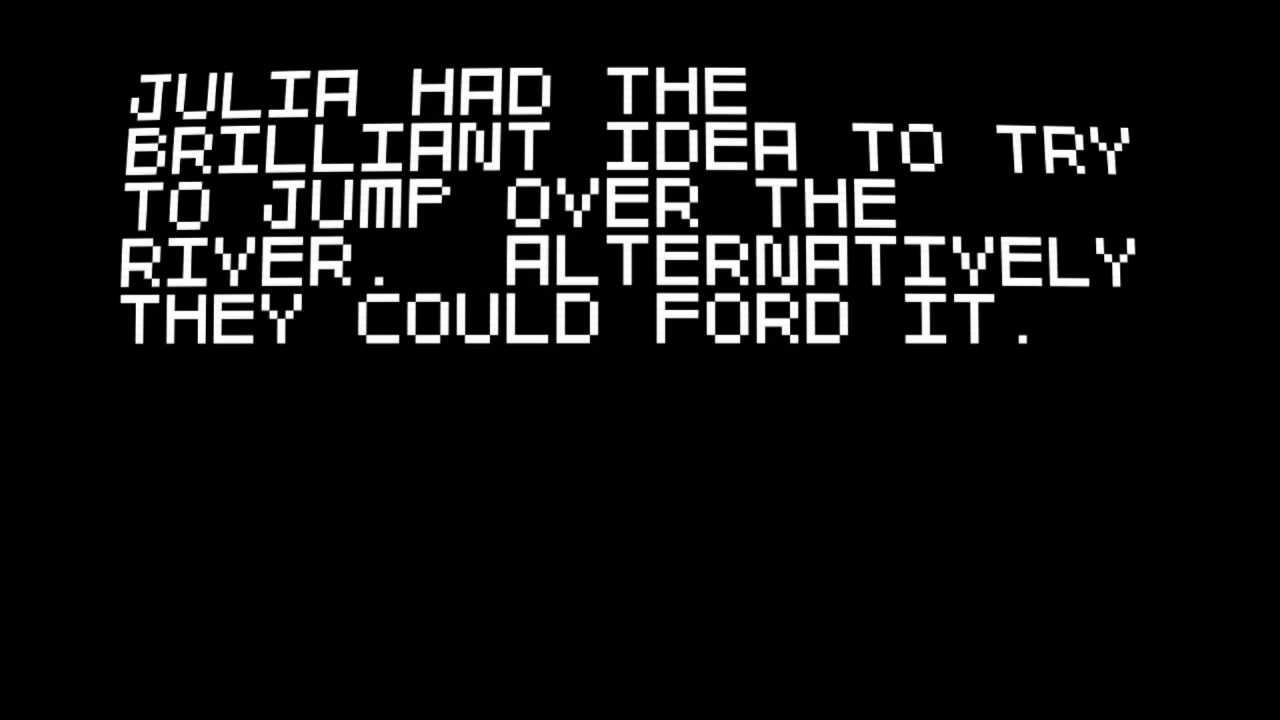 JULIA HAD THE
BRILLIANT IDEA TO TRY
TO JUMP OVER THE
RIVER.  ALTERNATIVELY
THEY COULD FORD IT.